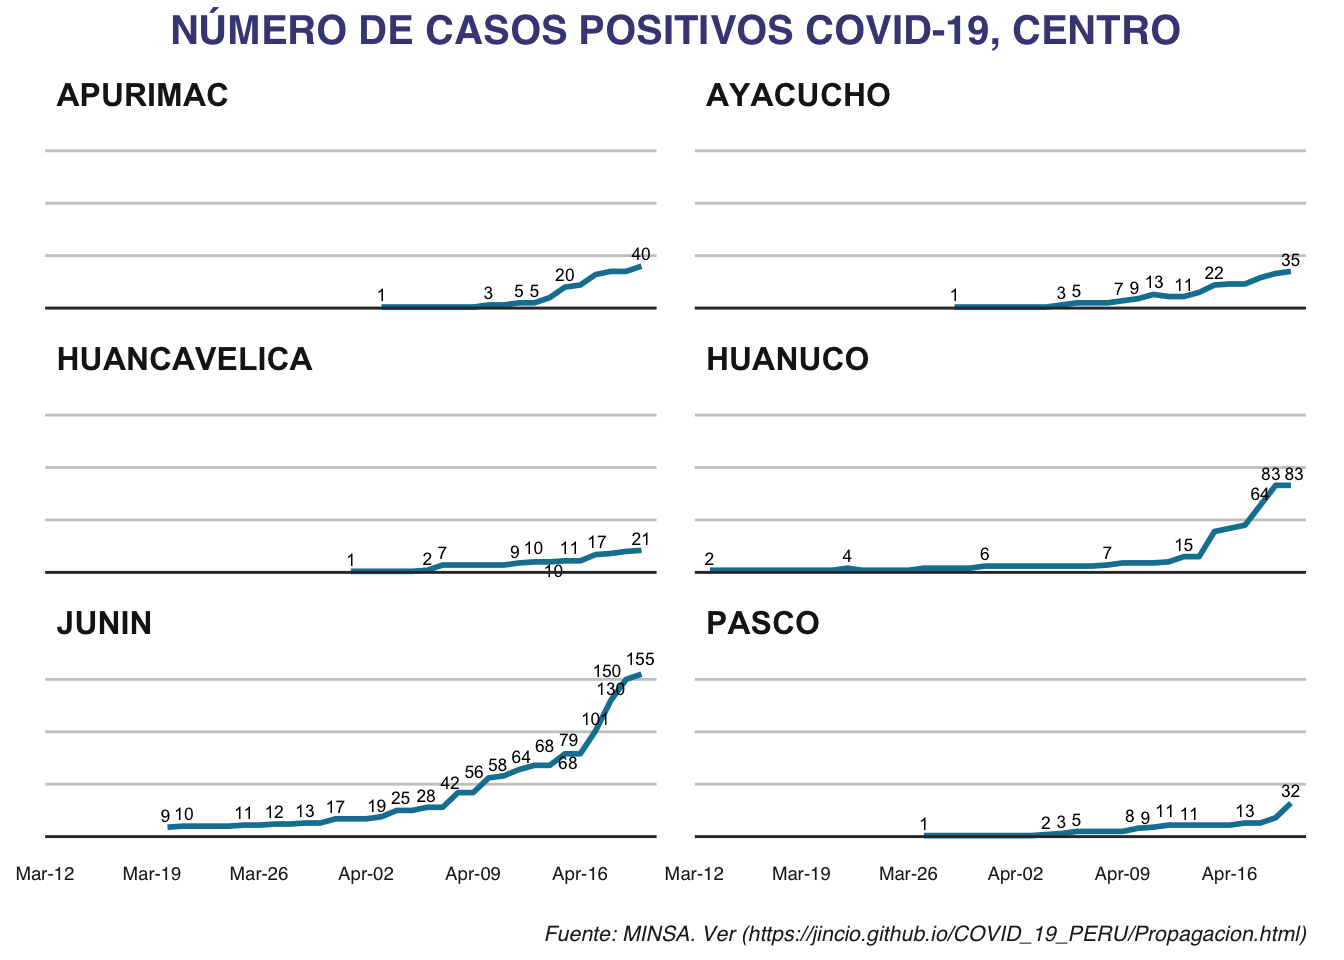 NÚMERO DE CASOS POSITIVOS COVID-19, CENTRO
APURIMAC
1 3 5 5 20 40
AYACUCHO
1 3 5 7 9 13 11 22 35
HUANCAVELICA
1 2 7 9 10 10 11 17 21
HUANUCO
2 4 6 7 15 64 83 83
JUNIN
9 10 11 12 13 17 19 25 28 42 56 58 64 68 79 68 101 130 150 155
PASCO
1 2 3 5 8 9 11 11 13 32
Mar-12 Mar-19 Mar-26 Apr-02 Apr-09 Apr-16 Mar-12 Mar-19 Mar-26 Apr-02 Apr-09 Apr-16
Fuente: MINSA. Ver (https://jincio.github.io/COVID_19_PERU/Propagacion.html)